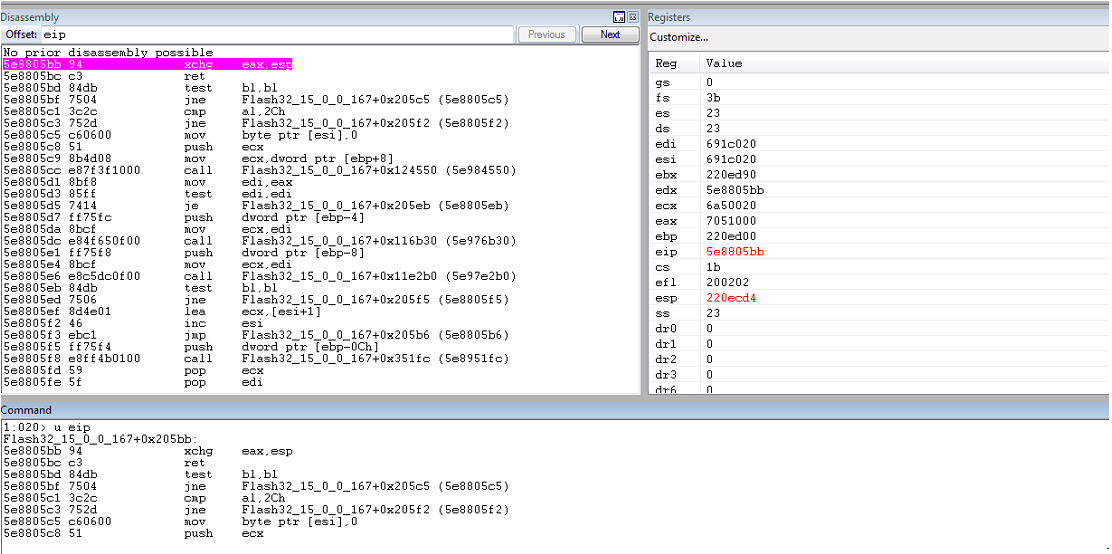 Disassembly
Offset: eip
Previous
Next
No prior disassembly possible
5e8805bb 94 xchg eax,esp
5e8805bc c3 ret
5e8805bd 84db test bl,bl
5e8805bf 7504 jne Flash32_15_0_0_167+0x205c5 (5e8805c5)
5e8805c1 3c2c cmp al,2Ch
5e8805c3 752d jne Flash32_15_0_0_167+0x205f2 (5e8805f2)
5e8805c5 c60600 mov byte ptr [esi],0
5e8805c8 51 push ecx
5e8805c9 8b4d08 mov ecx,dword ptr [ebp+8]
5e8805cc e87f3f1000 call Flash32_15_0_0_167+0x124550 (5e984550)
5e8805d1 8bf8 mov edi,eax
5e8805d3 85ff test edi,edi
5e8805d5 7414 je Flash32_15_0_0_167+0x205eb (5e8805eb)
5e8805d7 ff75fc push dword ptr [ebp-4]
5e8805da 8bcf mov ecx,edi
5e8805dc e84f650f00 call Flash32_15_0_0_167+0x116b30 (5e976b30)
5e8805e1 ff75f8 push dword ptr [ebp-8]
5e8805e4 8bcf mov ecx,edi
5e8805e6 e8c5dc0f00 call Flash32_15_0_0_167+0x11e2b0 (5e97e2b0)
5e8805eb 84db test bl,bl
5e8805ed 7506 jne Flash32_15_0_0_167+0x205f5 (5e8805f5)
5e8805ef 8d4e01 lea ecx,[esi+1]
5e8805f2 46 inc esi
5e8805f3 ebc1 jmp Flash32_15_0_0_167+0x205b6 (5e8805b6)
5e8805f5 ff75f4 push dword ptr [ebp-0Ch]
5e8805f8 e8ff4b0100 call Flash32_15_0_0_167+0x351fc (5e8951fc)
5e8805fd 59 pop ecx
5e8805fe 5f pop edi
Registers
Customize...
Reg Value
gs 0
fs 3b
es 23
ds 23
edi 691c020
esi 691c020
ebx 220ed90
edx 5e8805bb
ecx 6a50020
eax 7051000
ebp 220ed00
eip 5e8805bb
cs 1b
efl 200202
esp 220ecd4
ss 23
dr0 0
dr1 0
dr2 0
dr3 0
dr6 0
Command
1:020> u eip
Flash32_15_0_0_167+0x205bb:
5e8805bb 94 xchg eax,esp
5e8805bc c3 ret
5e8805bd 84db test bl,bl
5e8805bf 7504 jne Flash32_15_0_0_167+0x205c5 (5e8805c5)
5e8805c1 3c2c cmp al,2Ch
5e8805c3 752d jne Flash32_15_0_0_167+0x205f2 (5e8805f2)
5e8805c5 c60600 mov byte ptr [esi],0
5e8805c8 51 push ecx